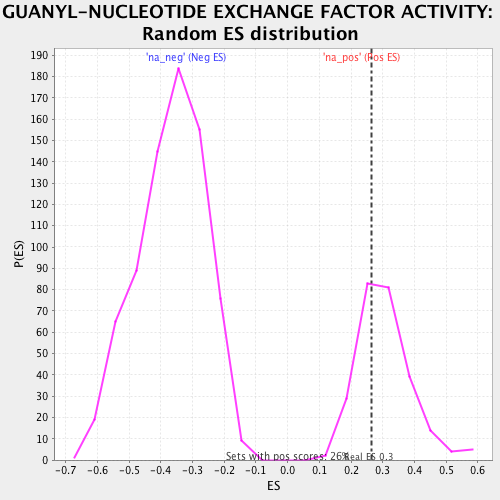 GUANYL-NUCLEOTIDE EXCHANGE FACTOR ACTIVITY:
Random ES distribution
'na_neg' (Neg ES)
'na_pos' (Pos ES)
190
180
170
160
150
140
130
120
110
100
90
80
70
60
50
40
30
20
10
0
P(ES)
Sets with pos scores: 26%
Real ES 0.3
-0.7 -0.6 -0.5 -0.4 -0.3 -0.2 -0.1 0.0 0.1 0.2 0.3 0.4 0.5 0.6
ES